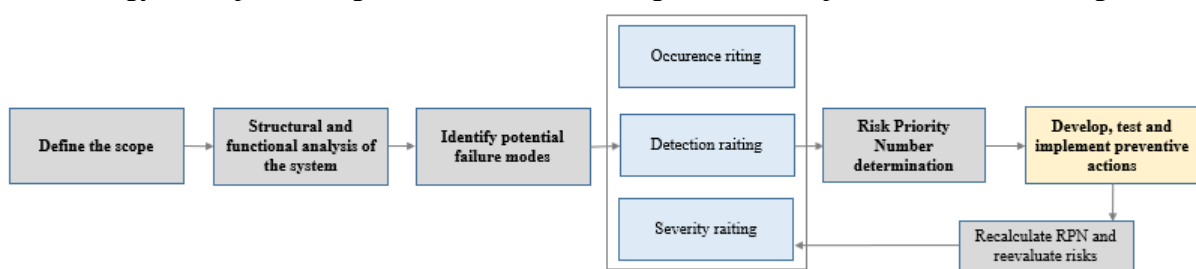 Define the scope
Structural and
functional analysis of
the system
Identify potential
failure modes
Occurence riting
Detection raiting
Severity raiting
Risk Priority
Number
determination
Develop, test and
implement preventive
actions
Recalculate RPN and
reevaluate risks